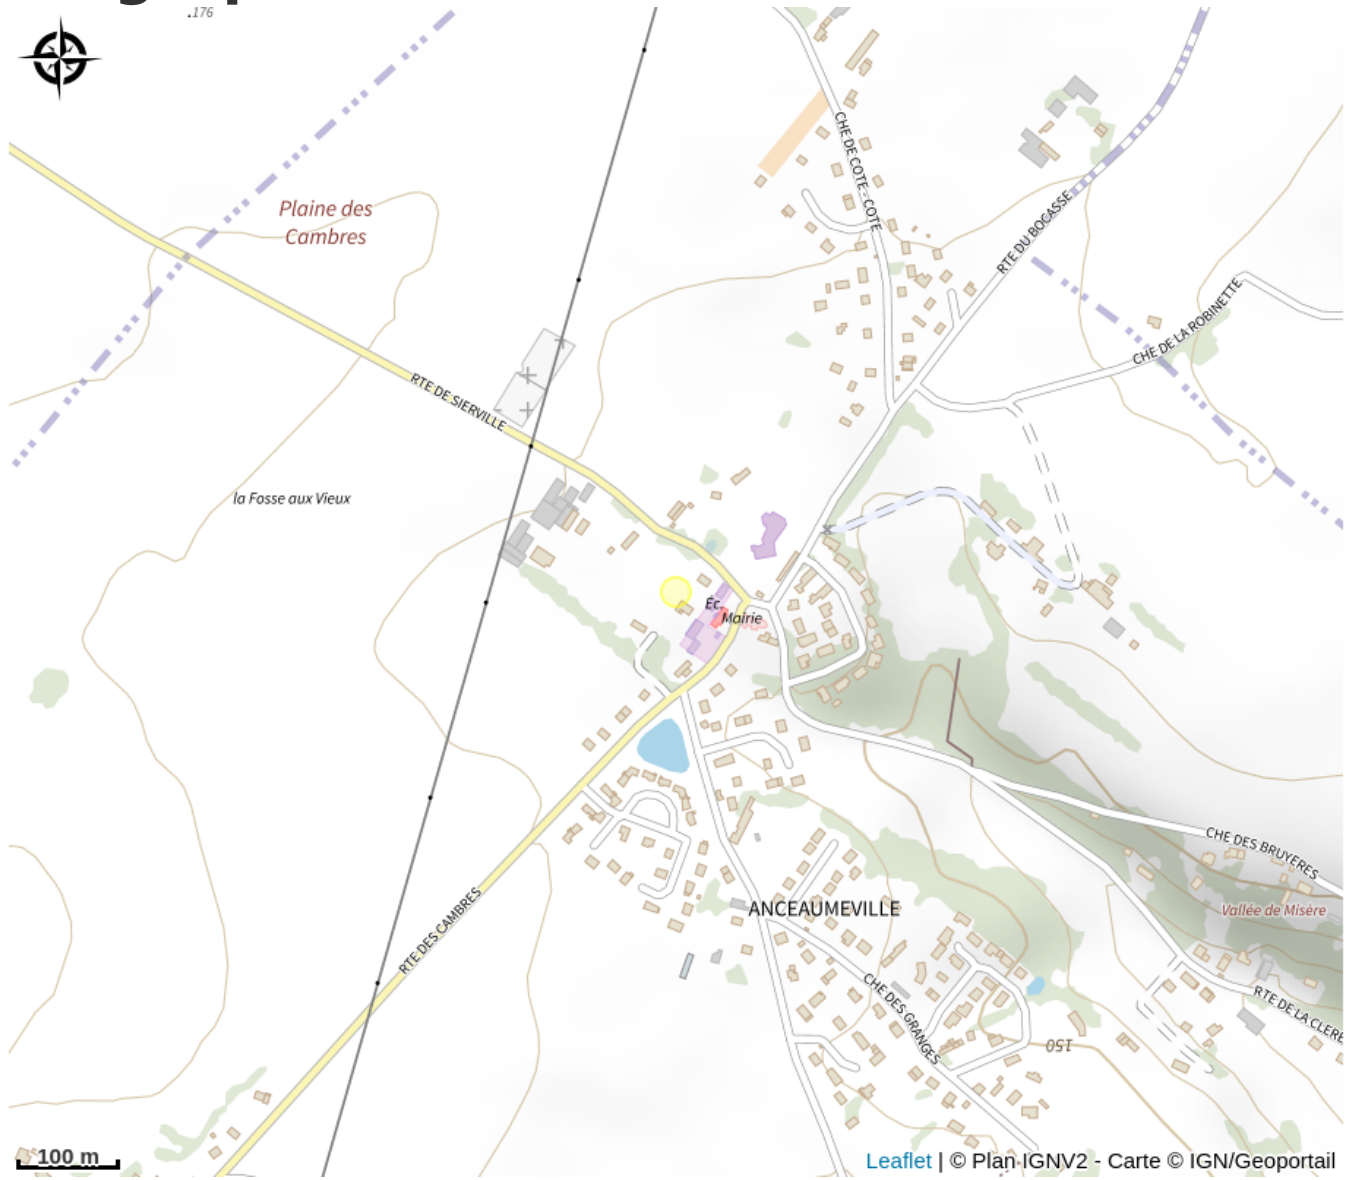 .176
Plaine des
Cambres
CHE DE COTE - COTE
RTE DU BOCASSE
CHE DE LA ROBINETTE
RTE DE SIERVILLE
la Fosse aux Vieux
Éc.
Mairie
CHE DES BRUYERES
Vallée de Misère
ANCEAUMEVILLE
RTE DES CAMBRES
CHE DES GRANGES
RTE DE LA CLERE
150
100 m
Leaflet | © Plan IGNV2 - Carte © IGN/Geoportail